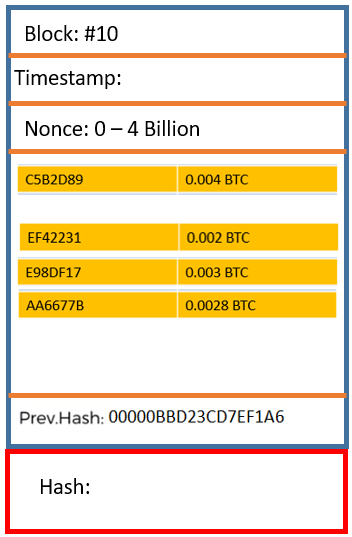 Block: #10
Timestamp:
Nonce: 0 – 4 Billion
C5B2D89 0.004 BTC
EF42231 0.002 BTC
E98DF17 0.003 BTC
AA6677B 0.0028 BTC
Prev.Hash: 00000BBD23CD7EF1A6
Hash: